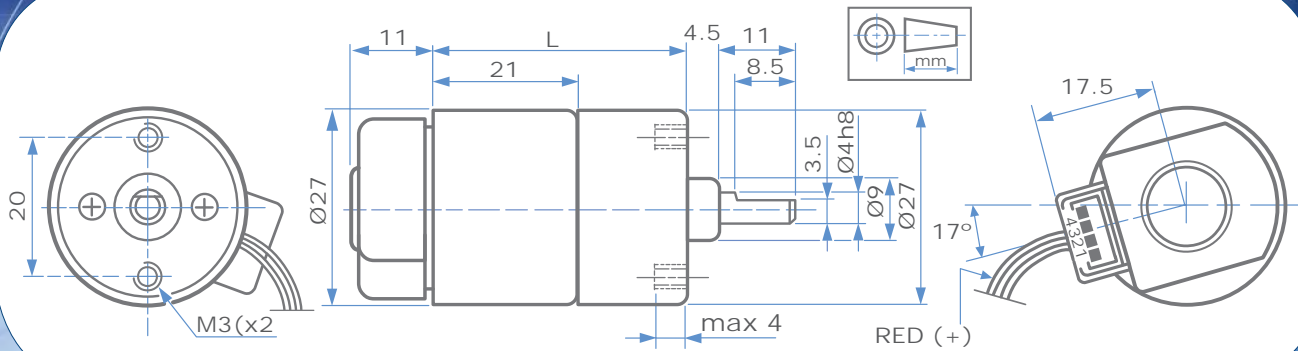 11
L
4.5
11
21
8.5
mm
17.5
20
Ø27
3.5
Ø4h8
Ø9
Ø27
17°
4321
M3(x2
max 4
RED (+)